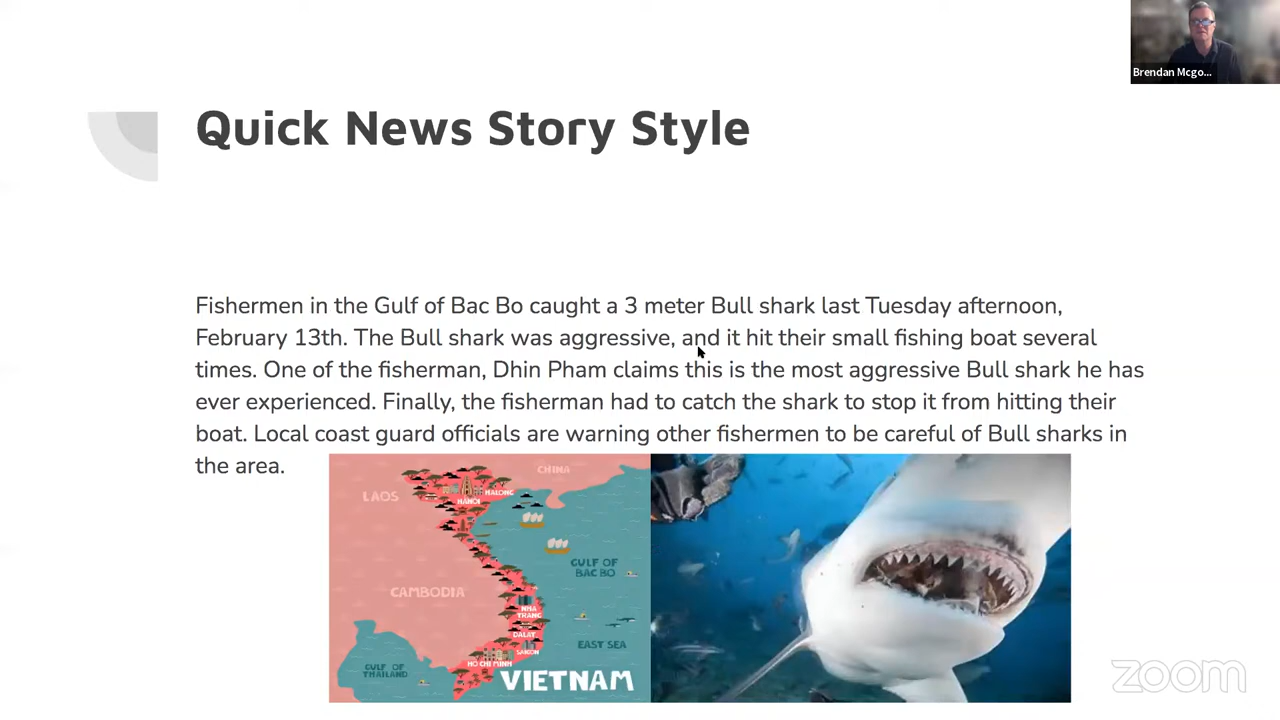 Brendan Mcgo...
Quick News Story Style
Fishermen in the Gulf of Bac Bo caught a 3 meter Bull shark last Tuesday afternoon,
February 13th. The Bull shark was aggressive, and it hit their small fishing boat several
times. One of the fisherman, Dhin Pham claims this is the most aggressive Bull shark he has
ever experienced. Finally, the fisherman had to catch the shark to stop it from hitting their
boat. Local coast guard officials are warning other fishermen to be careful of Bull sharks in
the area.
CHINA
LAOS
HALONG
HANOI
GULF OF
BAC BO
CAMBODIA
NHA
TRANG
DALAT
EAST SEA
SAIGON
HO CHI MINH
GULF OF
THAILAND
VIETNAM
zoom